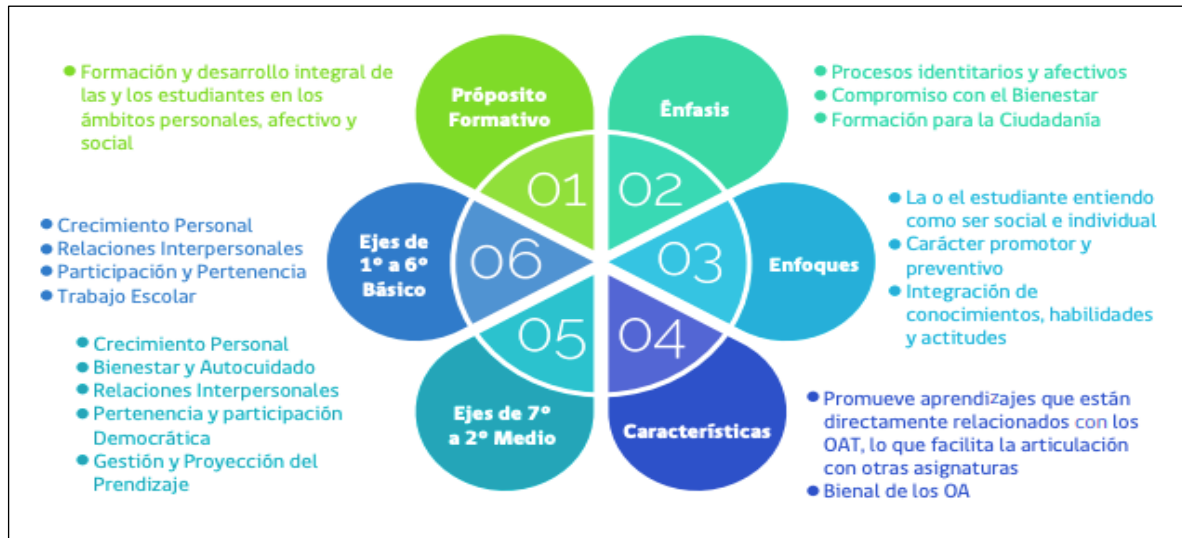 ● Formación y desarrollo integral de
las y los estudiantes en los
ámbitos personales, afectivo y
social
Próposito
Formativo
01
Énfasis
02
● Procesos identitarios y afectivos
● Compromiso con el Bienestar
● Formación para la Ciudadanía
Enfoques
03
● La o el estudiante entiendo
como ser social e individual
● Carácter promotor y
preventivo
● Integración de
conocimientos, habilidades
y actitudes
Características
04
● Promueve aprendizajes que están
directamente relacionados con los
OAT, lo que facilita la articulación
con otras asignaturas
● Bienal de los OA
Ejes de 7º
a 2º Medio
05
● Crecimiento Personal
● Bienestar y Autocuidado
● Relaciones Interpersonales
● Pertenencia y participación
Democrática
● Gestión y Proyección del
Prendizaje
Ejes de
1º a 6º
Básico
06
● Crecimiento Personal
● Relaciones Interpersonales
● Participación y Pertenencia
● Trabajo Escolar